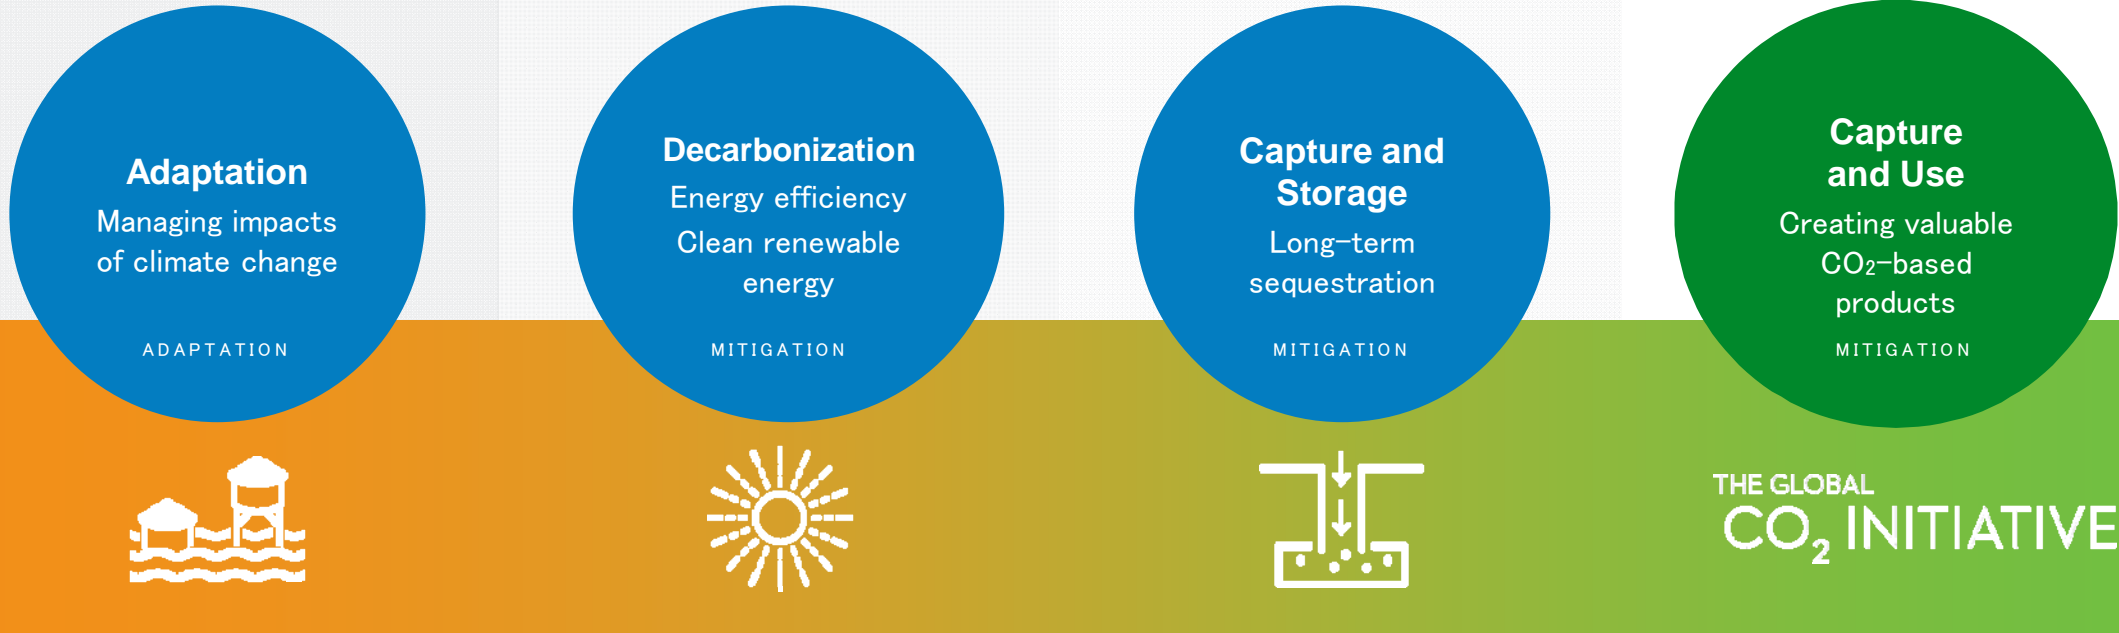 Adaptation
Managing impacts
of climate change
ADAPTATION
Decarbonization
Energy efficiency
Clean renewable
energy
MITIGATION
Capture and
Storage
Long-term
sequestration
MITIGATION
Capture
and Use
Creating valuable
CO₂-based
products
MITIGATION
THE GLOBAL
CO₂ INITIATIVE